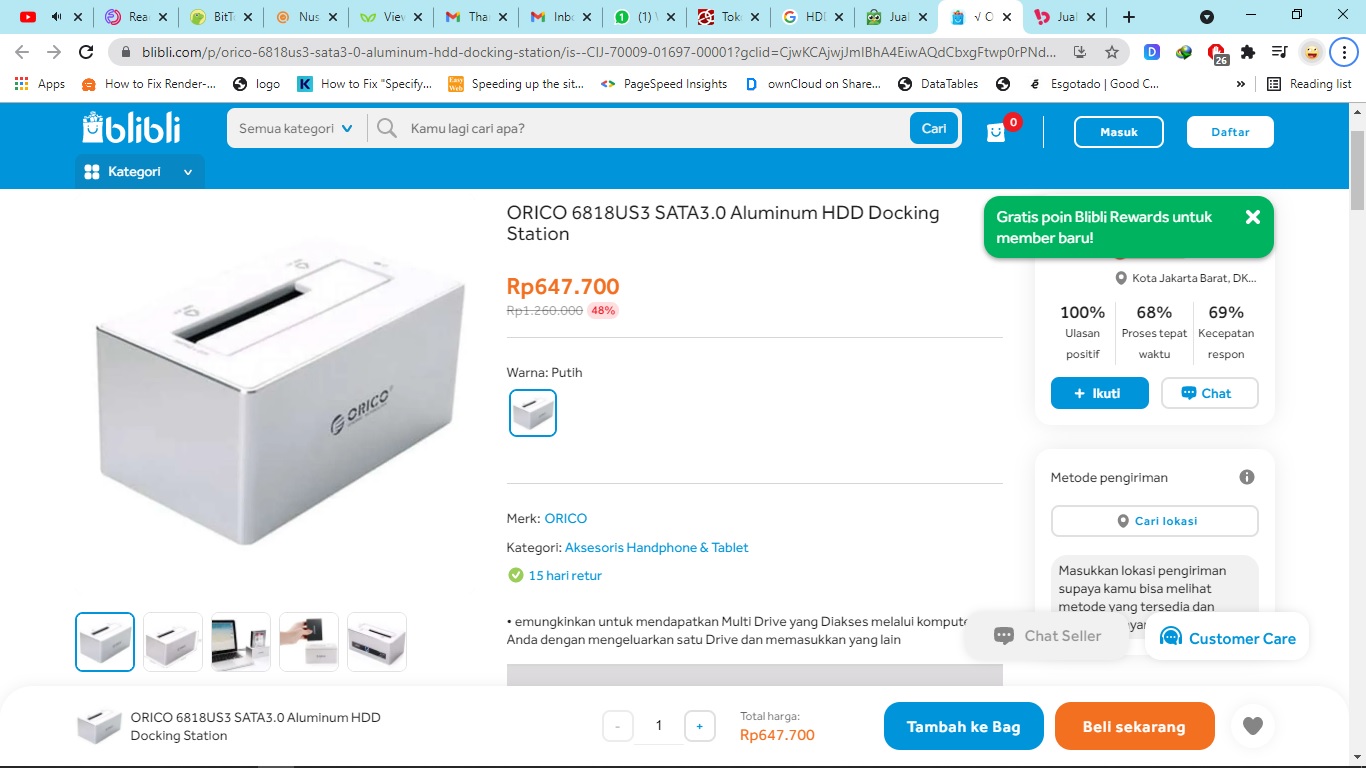 Rea
BitT
Nus
View
Tha
Inb
(1) \
Tok
HDI
Jual
√ O
Jual
blibli.com/p/orico-6818us3-sata3-0-aluminum-hdd-docking-station/is--CIJ-70009-01697-00001?gclid=CjwKCAjwjJmIBhA4EiwAQdCbxgFtwp0rPNd...
26
Apps
How to Fix Render-...
logo
How to Fix "Specify...
Speeding up the sit...
PageSpeed Insights
ownCloud on Share...
DataTables
Esgotado | Good C...
»
Reading list
blibli
Semua kategori
Kamu lagi cari apa?
Cari
0
Masuk
Daftar
Kategori
ORICO 6818US3 SATA3.0 Aluminum HDD Docking
Station
Rp647.700
Rp1.260.000 48%
Warna: Putih
Merk: ORICO
Kategori: Aksesoris Handphone & Tablet
15 hari retur
• emungkinkan untuk mendapatkan Multi Drive yang Diakses melalui kompute
Anda dengan mengeluarkan satu Drive dan memasukkan yang lain
ORICO
Gratis poin Blibli Rewards untuk
member baru!
Kota Jakarta Barat, DK...
100% 68% 69%
Ulasan positif
Proses tepat waktu
Kecepatan respon
+ Ikuti
Chat
Metode pengiriman
Cari lokasi
Masukkan lokasi pengiriman
supaya kamu bisa melihat
metode yang tersedia dan
Chat Seller
Customer Care
ORICO 6818US3 SATA3.0 Aluminum HDD
Docking Station
- 1 +
Total harga:
Rp647.700
Tambah ke Bag
Beli sekarang